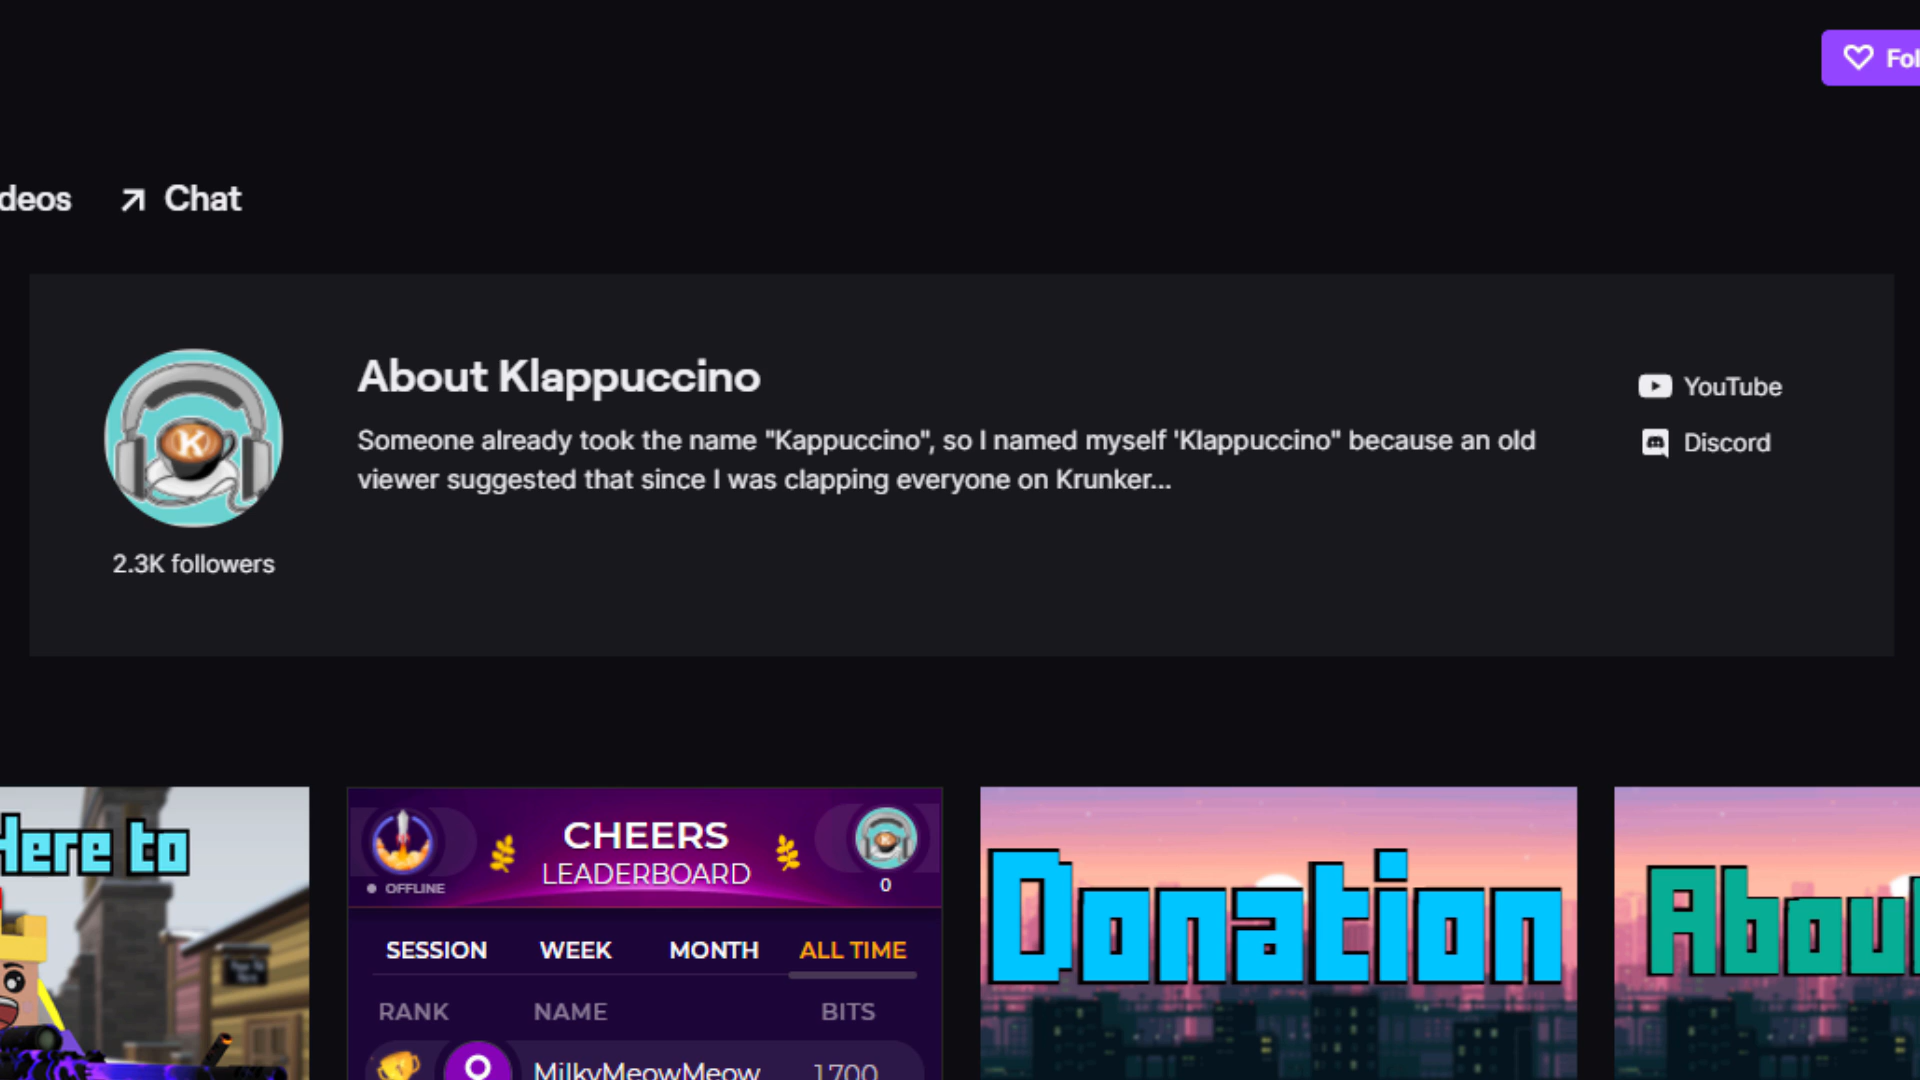 Fol
deos
Chat
About Klappuccino
Someone already took the name "Kappuccino", so I named myself 'Klappuccino" because an old
viewer suggested that since I was clapping everyone on Krunker...
YouTube
Discord
2.3K followers
K
Here to
CHEERS
LEADERBOARD
OFFLINE
0
SESSION WEEK MONTH ALL TIME
RANK NAME BITS
MilkyMeowMeow 1700
Donation
About